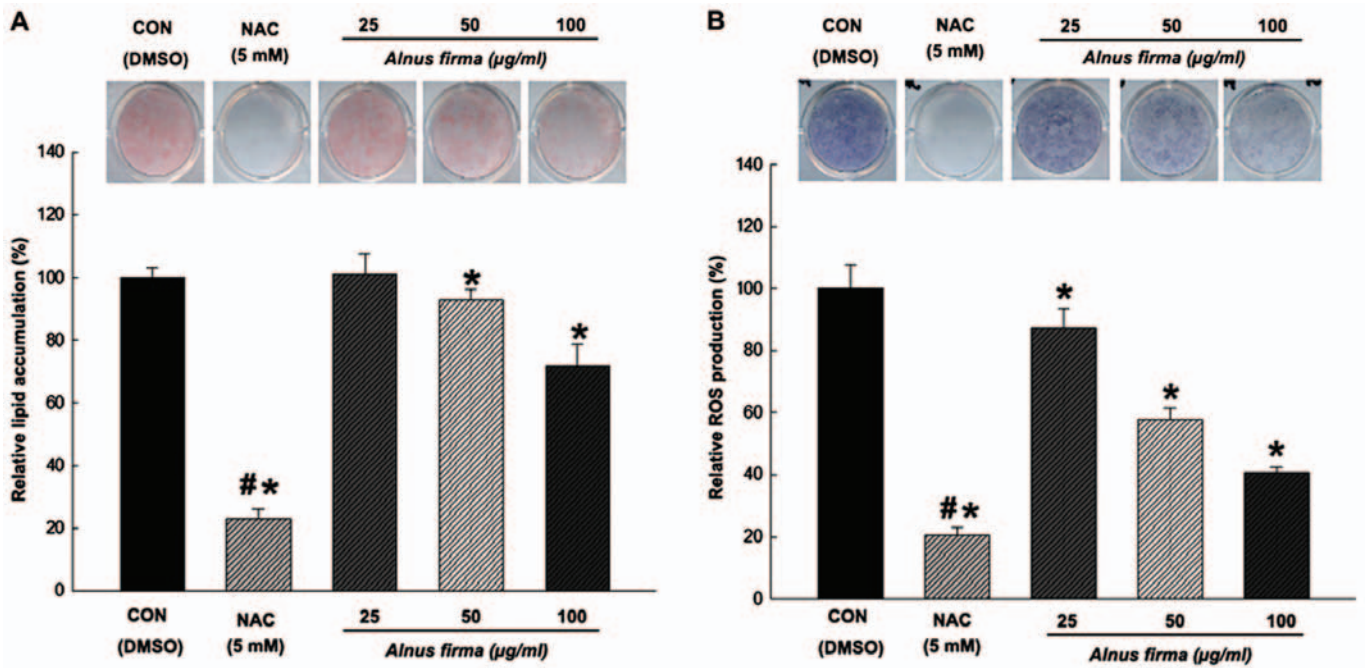 A
CON
(DMSO)
NAC
(5 mM)
25 50 100
Alnus firma (μg/ml)
140
120
100
80
60
40
20
0
Relative lipid accumulation (%)
*
*
#*
CON
(DMSO)
NAC
(5 mM)
25 50 100
Alnus firma (μg/ml)
B
CON
(DMSO)
NAC
(5 mM)
25 50 100
Alnus firma (μg/ml)
140
120
100
80
60
40
20
0
Relative ROS production (%)
*
*
*
#*
CON
(DMSO)
NAC
(5 mM)
25 50 100
Alnus firma (μg/ml)